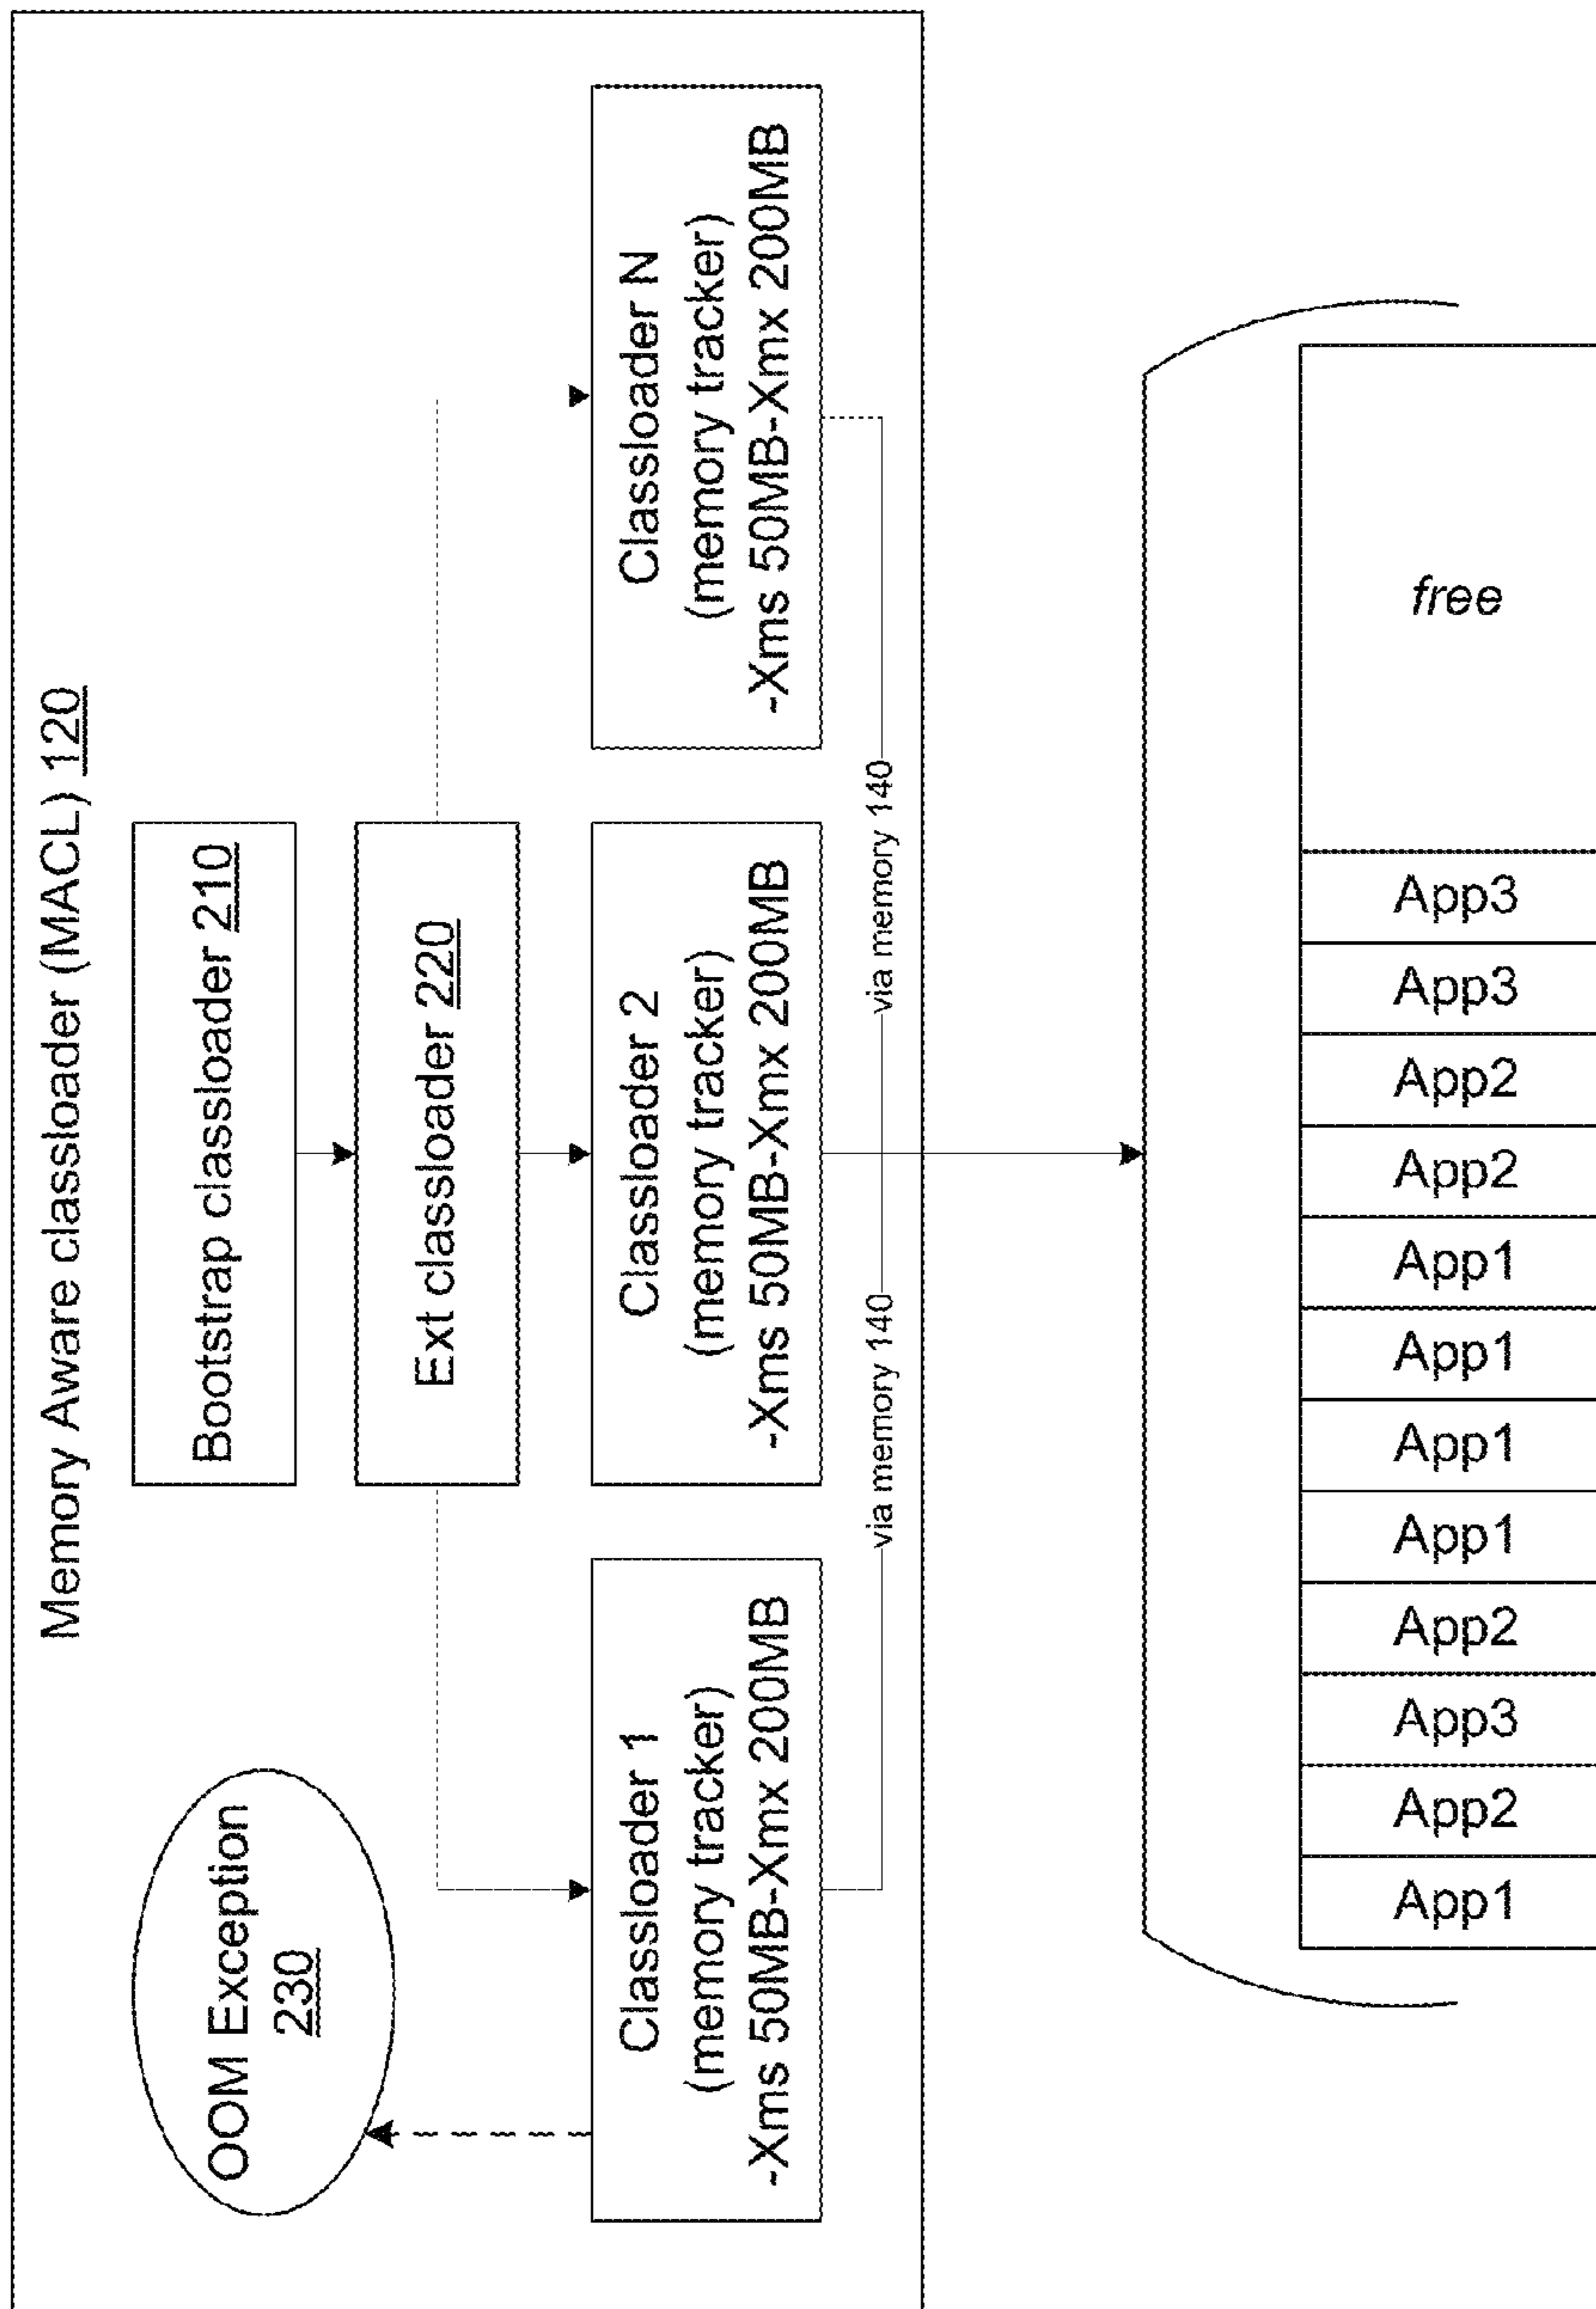 Memory Aware classloader (MACL) 120
OOM Exception
230
Bootstrap classloader 210
Ext classloader 220
Classloader 1
(memory tracker)
-Xms 50MB-Xmx 200MB
Classloader 2
(memory tracker)
-Xms 50MB-Xmx 200MB
Classloader N
(memory tracker)
-Xms 50MB-Xmx 200MB
via memory 140
via memory 140
App1
App2
App3
App2
App1
App1
App1
App1
App2
App2
App3
App3
free